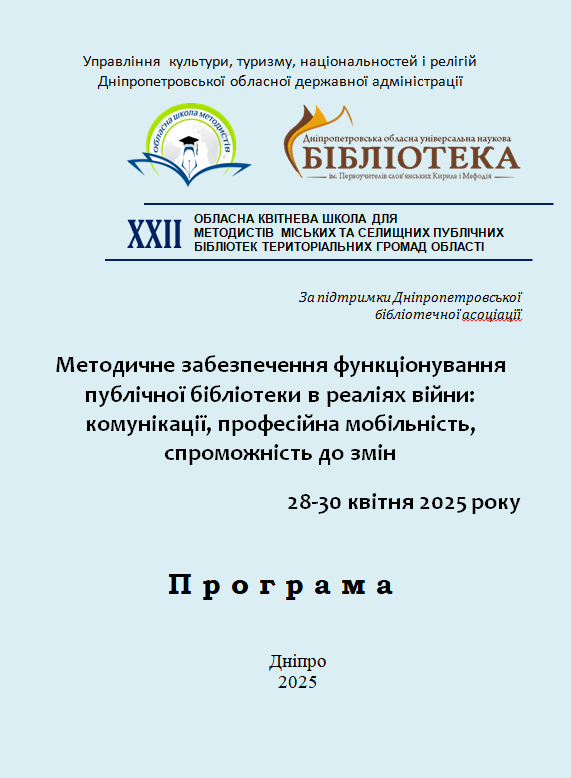 Управління культури, туризму, національностей і релігій
Дніпропетровської обласної державної адміністрації
обласна школа методистів
Дніпропетровська обласна універсальна наукова
БІБЛІОТЕКА
ім. Первоучителів слов'янських Кирила і Мефодія
XXII
ОБЛАСНА КВІТНЕВА ШКОЛА ДЛЯ
МЕТОДИСТІВ МІСЬКИХ ТА СЕЛИЩНИХ ПУБЛІЧНИХ
БІБЛІОТЕК ТЕРИТОРІАЛЬНИХ ГРОМАД ОБЛАСТІ
За підтримки Дніпропетровської
бібліотечної асоціації
Методичне забезпечення функціонування
публічної бібліотеки в реаліях війни:
комунікації, професійна мобільність,
спроможність до змін
28-30 квітня 2025 року
Програма
Дніпро
2025